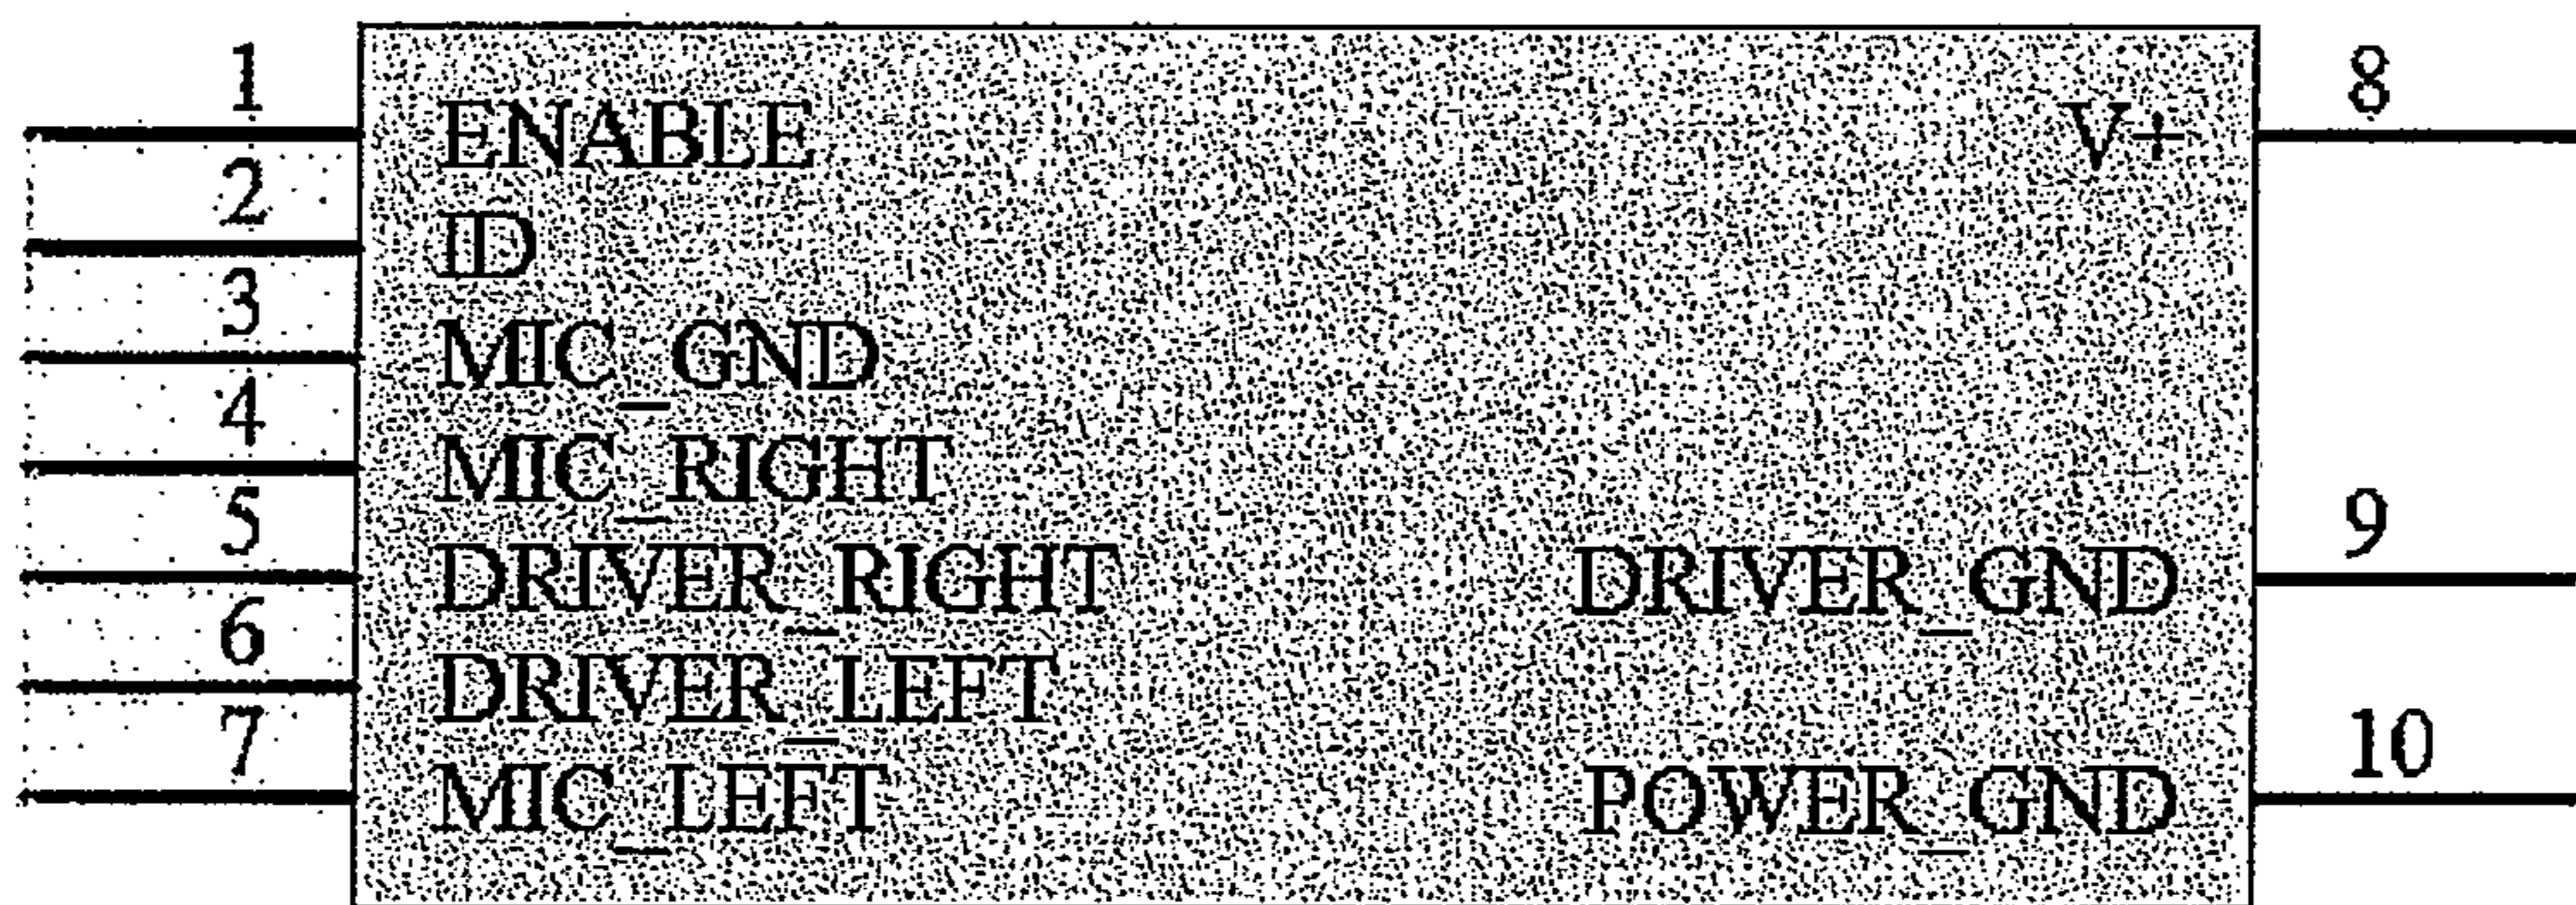 1 ENABLE V+ 8
2 ID
3 MIC_GND
4 MIC_RIGHT
5 DRIVER_RIGHT DRIVER_GND 9
6 DRIVER_LEFT
7 MIC_LEFT POWER_GND 10